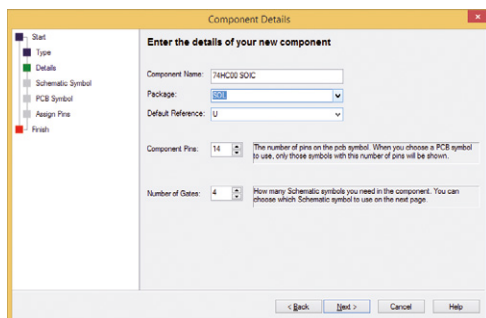 Component Details
Start
Type
Details
Schematic Symbol
PCB Symbol
Assign Pins
Finish
Enter the details of your new component
Component Name: 74HC00 SOIC
Package: SOIL
Default Reference: U
Component Pins: 14
The number of pins on the pcb symbol. When you choose a PCB symbol
to use, only those symbols with this number of pins will be shown.
Number of Gates: 4
How many Schematic symbols you need in the component. You can
choose which Schematic symbol to use on the next page.
< Back Next > Cancel Help